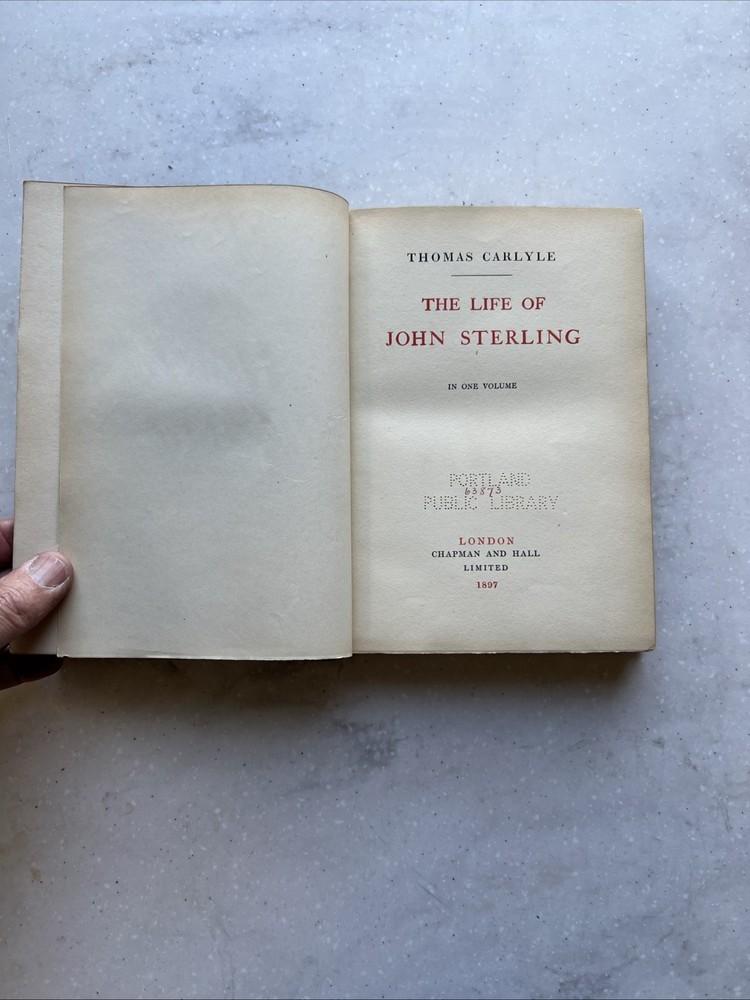 THOMAS CARLYLE
THE LIFE OF
JOHN STERLING
IN ONE VOLUME
PORTLAND
63873
PUBLIC LIBRARY
LONDON
CHAPMAN AND HALL
LIMITED
1897